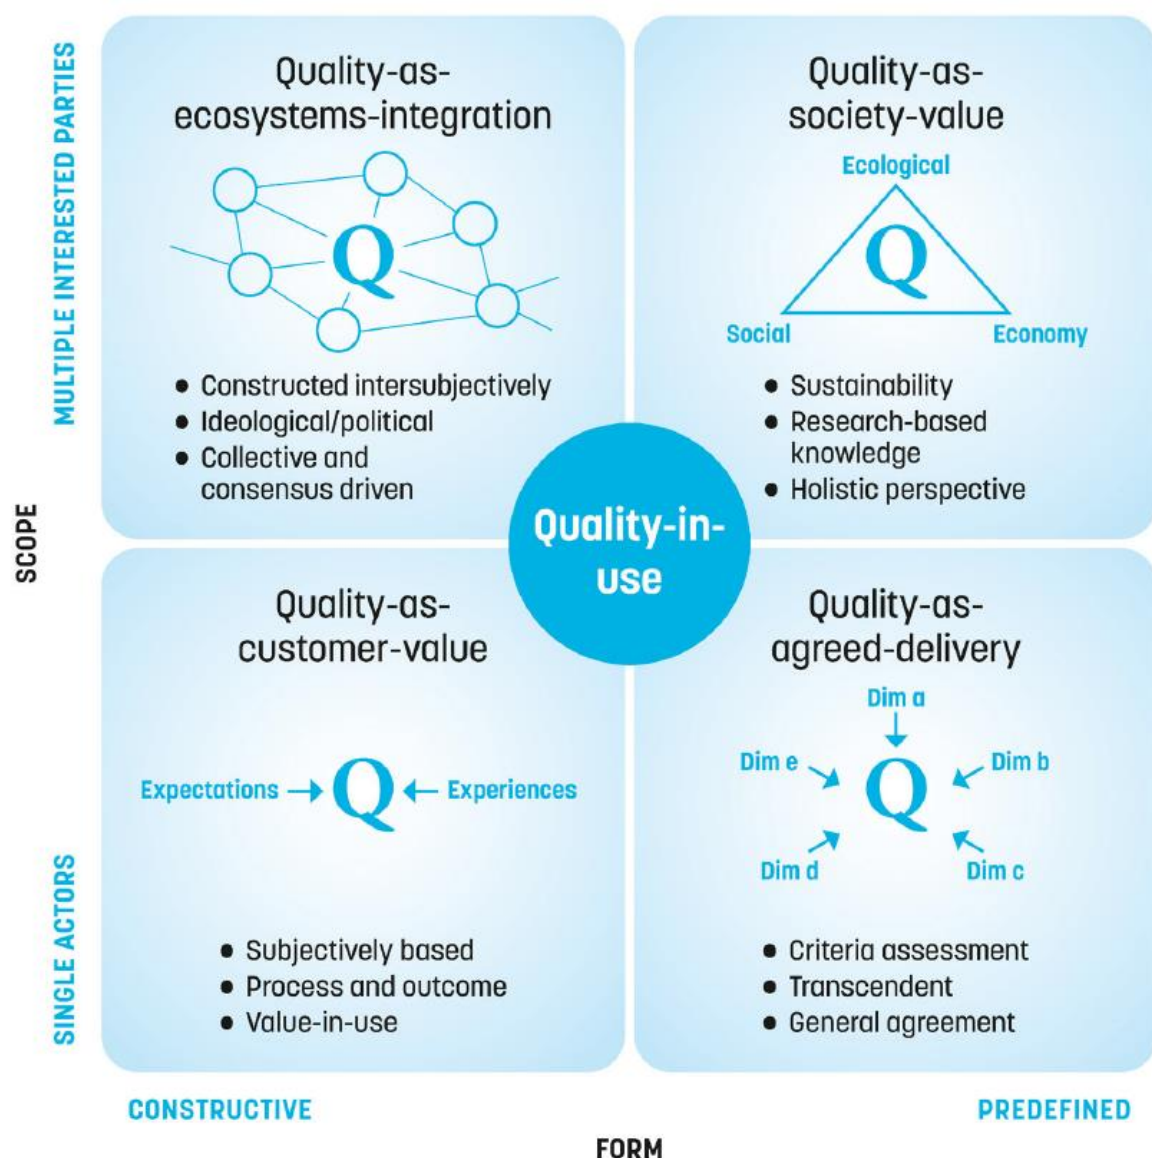 MULTIPLE INTERESTED PARTIES
Quality-as-
ecosystems-integration
Q
• Constructed intersubjectively
• Ideological/political
• Collective and
consensus driven
Quality-as-
society-value
Ecological
Q
Social
Economy
• Sustainability
• Research-based
knowledge
• Holistic perspective
SCOPE
Quality-in-
use
SINGLE ACTORS
Quality-as-
customer-value
Expectations
Q
Experiences
• Subjectively based
• Process and outcome
• Value-in-use
Quality-as-
agreed-delivery
Dim a
Dim e
Q
Dim b
Dim d
Dim c
• Criteria assessment
• Transcendent
• General agreement
CONSTRUCTIVE
PREDEFINED
FORM